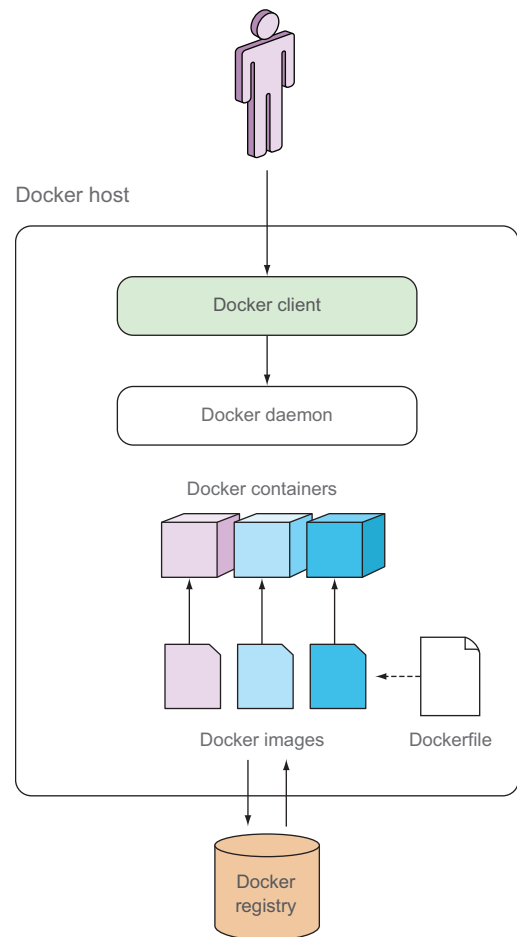 Docker host
Docker client
Docker daemon
Docker containers
Docker images
Dockerfile
Docker
registry